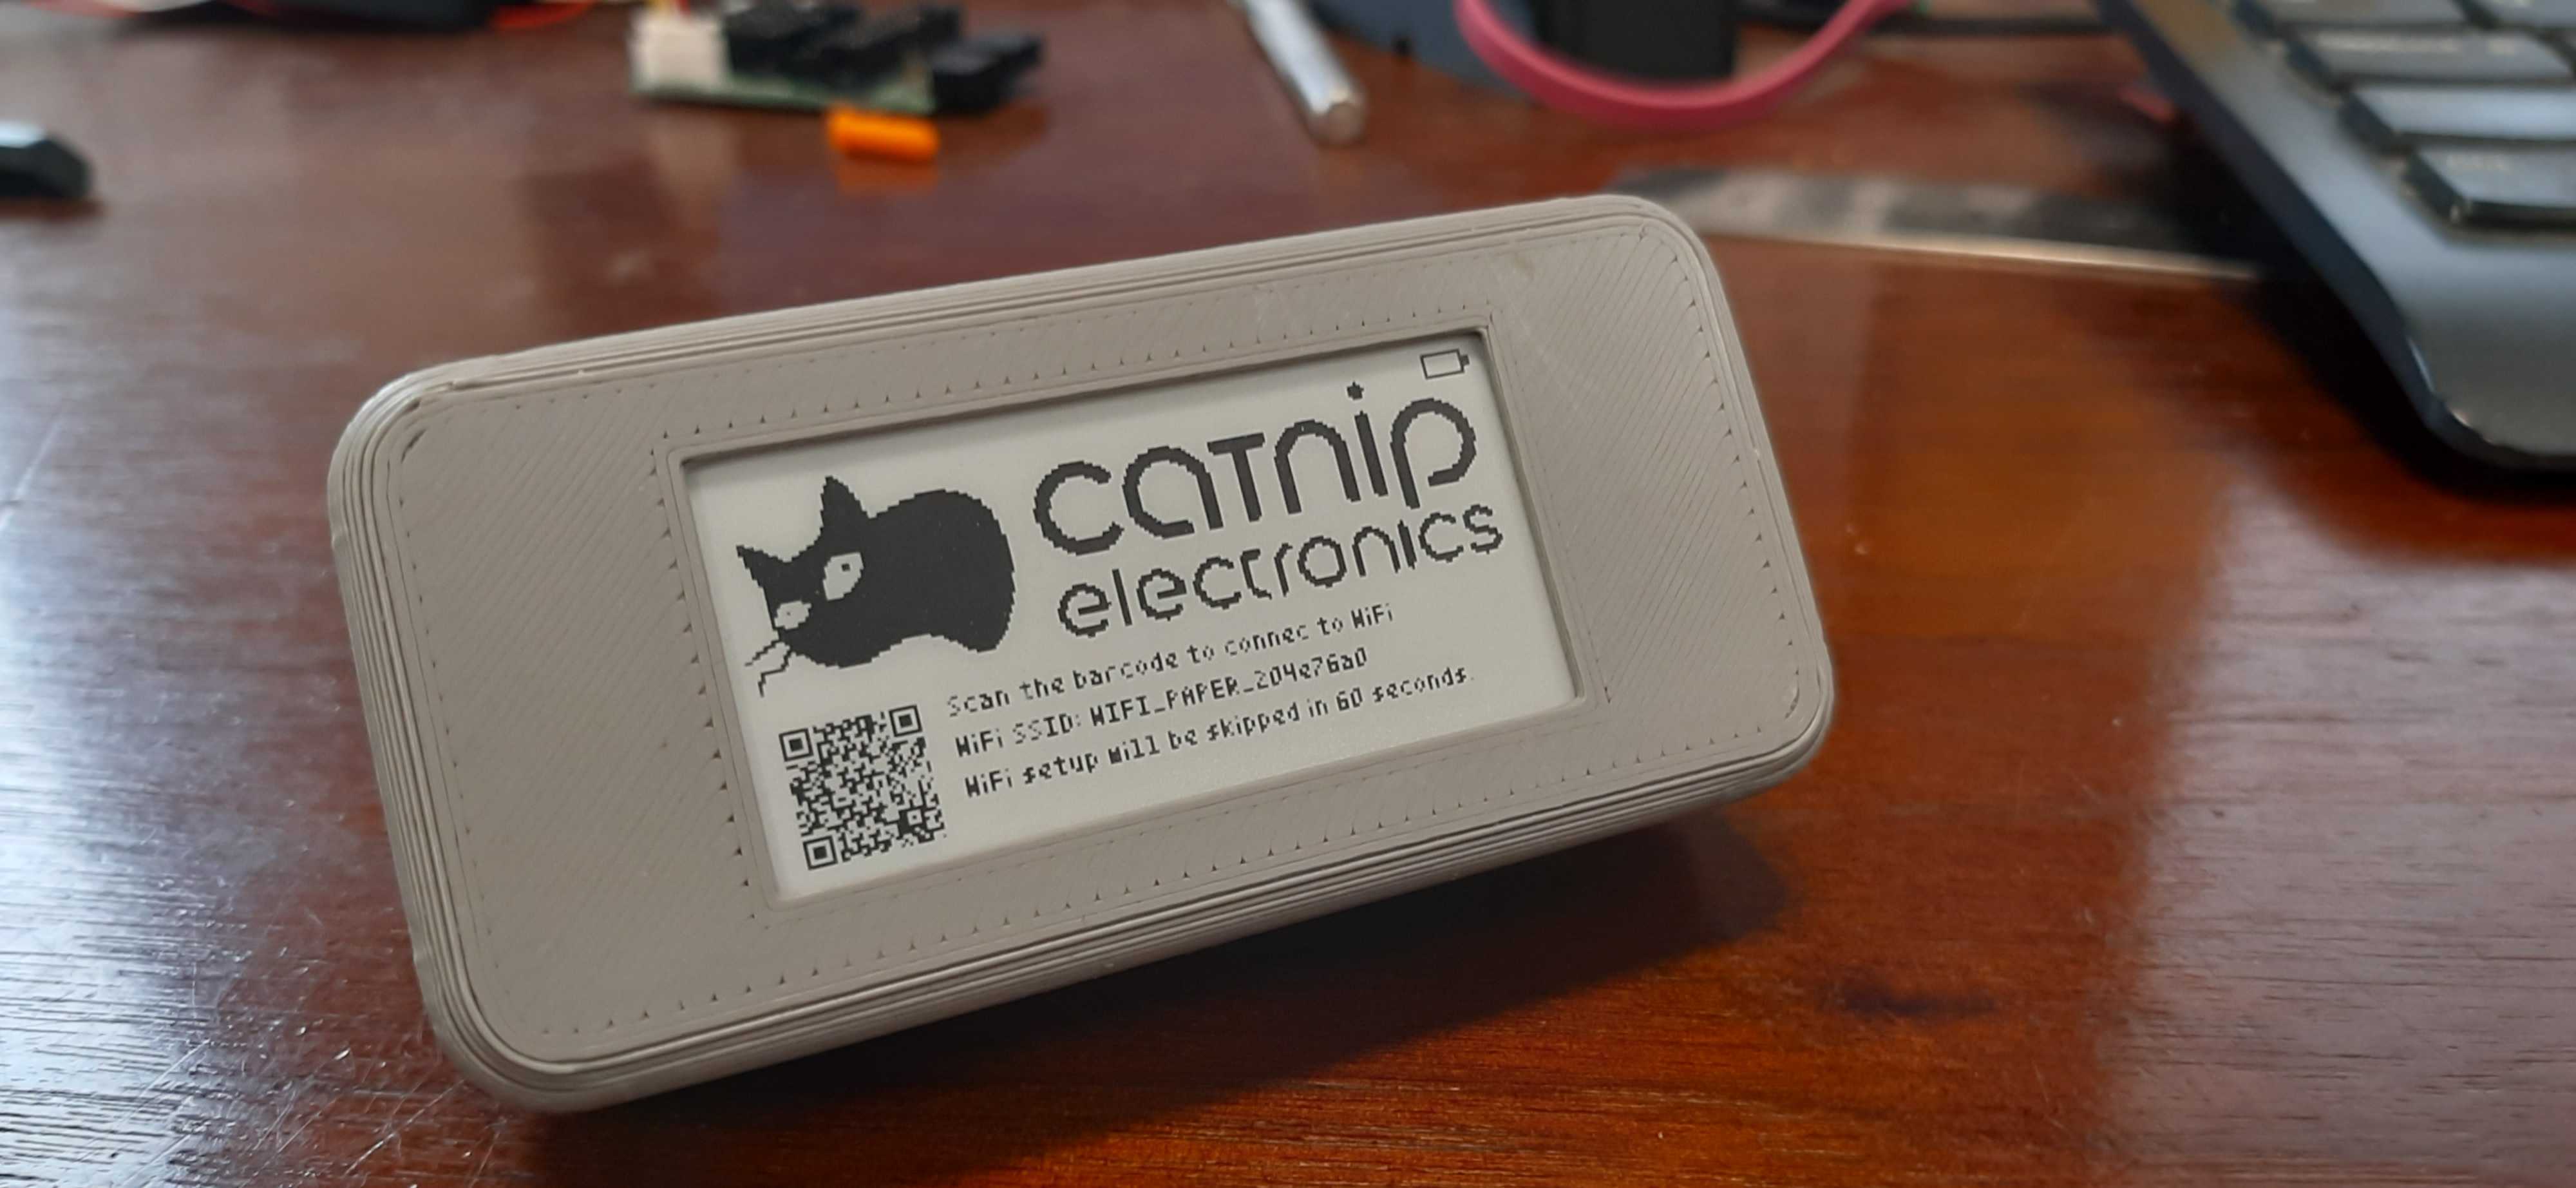 catnip
electronics
Scan the barcode to connec to WiFi
WiFi SSID: WIFI_PAPER_204e76a0
WiFi setup will be skipped in 60 seconds.